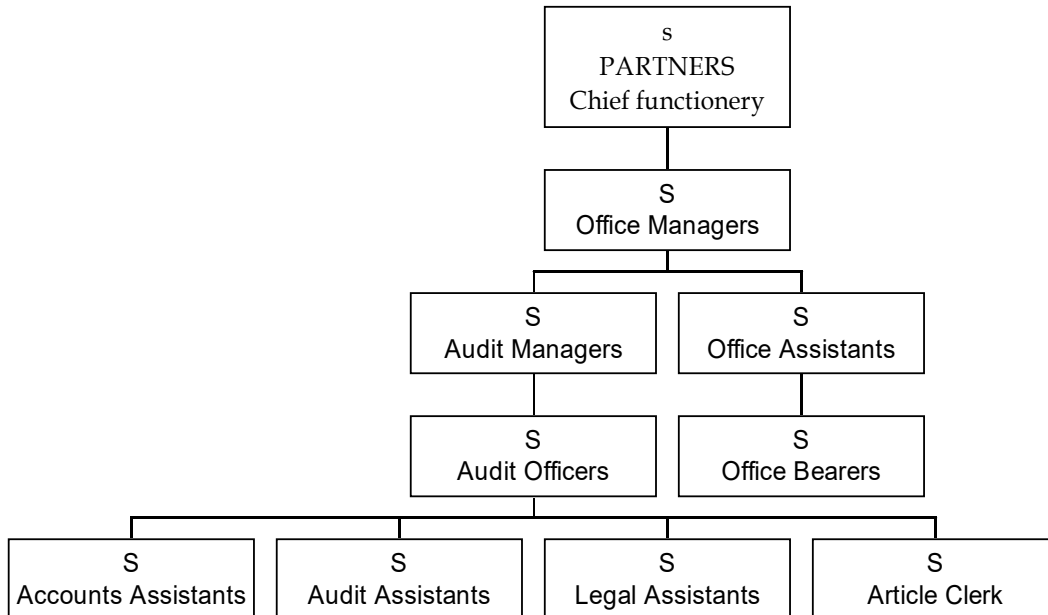 s
PARTNERS
Chief functionery
S
Office Managers
S
Audit Managers
S
Office Assistants
S
Audit Officers
S
Office Bearers
S
Accounts Assistants
S
Audit Assistants
S
Legal Assistants
S
Article Clerk